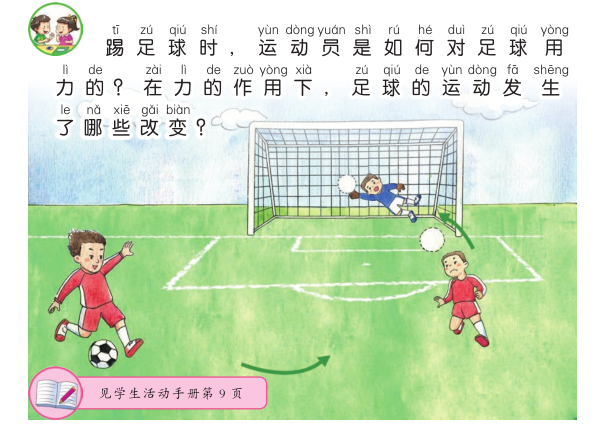 tī zú qiú shí yùn dòng yuán shì rú hé duì zú qiú yòng
踢足球时，运动员是如何对足球用
lì de zài lì de zuò yòng xià zú qiú de yùn dòng fā shēng
力的？在力的作用下，足球的运动发生
le nǎ xiē gǎi biàn
了哪些改变？
见学生活动手册第9页